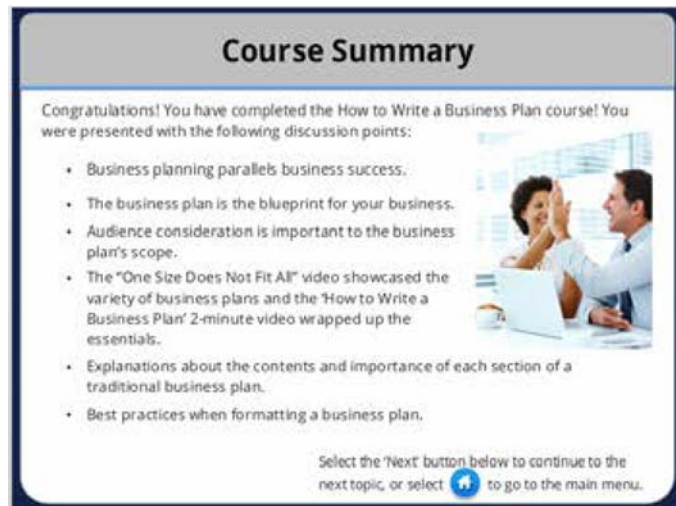 Course Summary
Congratulations! You have completed the How to Write a Business Plan course! You
were presented with the following discussion points:
• Business planning parallels business success.
• The business plan is the blueprint for your business.
• Audience consideration is important to the business
plan's scope.
• The "One Size Does Not Fit All" video showcased the
variety of business plans and the 'How to Write a
Business Plan' 2-minute video wrapped up the
essentials.
• Explanations about the contents and importance of each section of a
traditional business plan.
• Best practices when formatting a business plan.
Select the 'Next' button below to continue to the
next topic, or select to go to the main menu.